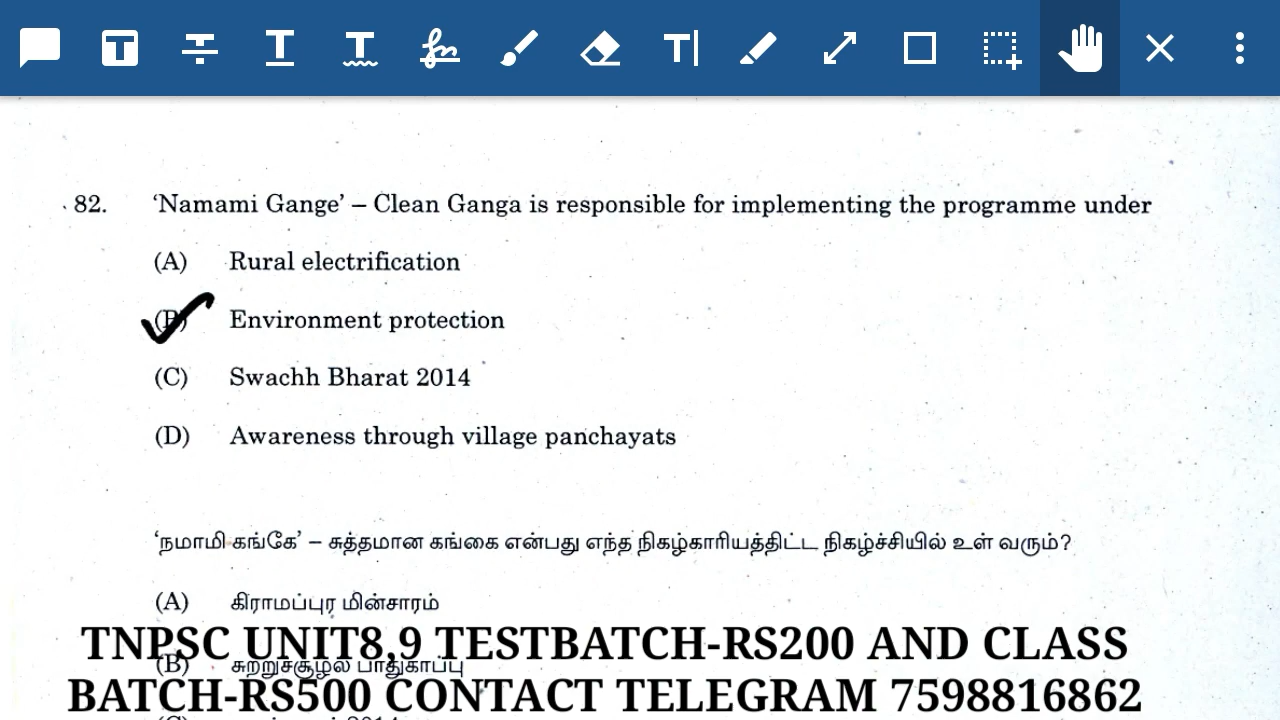 82. 'Namami Gange' – Clean Ganga is responsible for implementing the programme under
(A) Rural electrification
(B) Environment protection
(C) Swachh Bharat 2014
(D) Awareness through village panchayats
'நமாமி கங்கே' – சுத்தமான கங்கை என்பது எந்த நிகழ்காரியத்திட்ட நிகழ்ச்சியில் உள் வரும்?
(A) கிராமப்புர மின்சாரம்
TNPSC UNIT8,9 TESTBATCH-RS200 AND CLASS
(B) சுற்றுச்சூழல் பாதுகாப்பு
BATCH-RS500 CONTACT TELEGRAM 7598816862